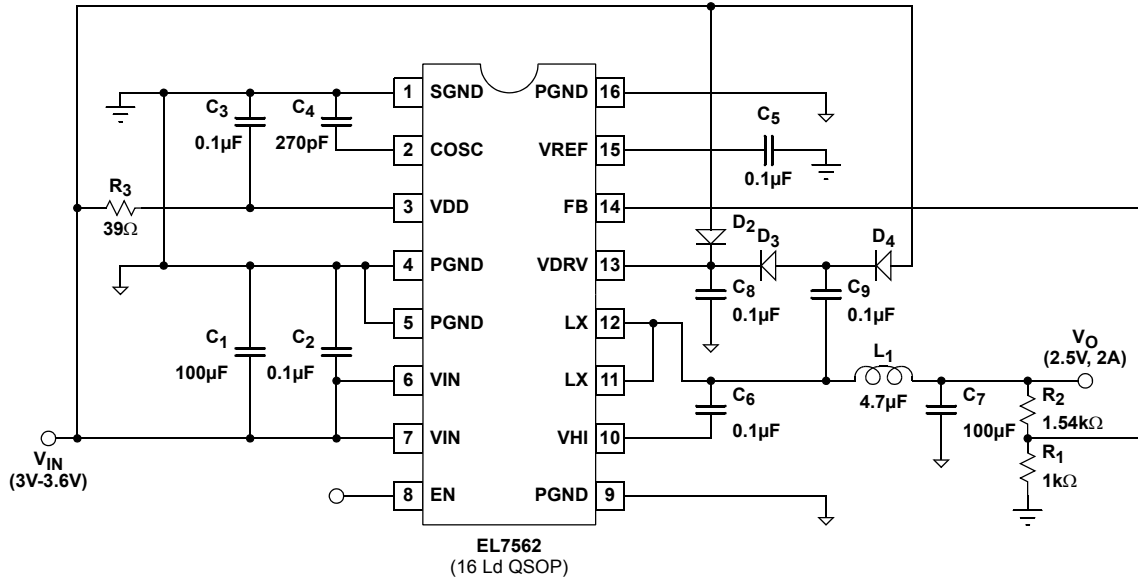 1 SGND PGND 16
C3
0.1µF
C4
270pF
C5
0.1µF
2 COSC VREF 15
R3
39Ω
3 VDD FB 14
D2
D3
D4
4 PGND VDRV 13
C8
0.1µF
C9
0.1µF
5 PGND LX 12
C1
100µF
C2
0.1µF
VO
(2.5V, 2A)
L1
4.7µF
6 VIN LX 11
C6
0.1µF
C7
100µF
R2
1.54kΩ
7 VIN VHI 10
VIN
(3V-3.6V)
R1
1kΩ
8 EN PGND 9
EL7562
(16 Ld QSOP)